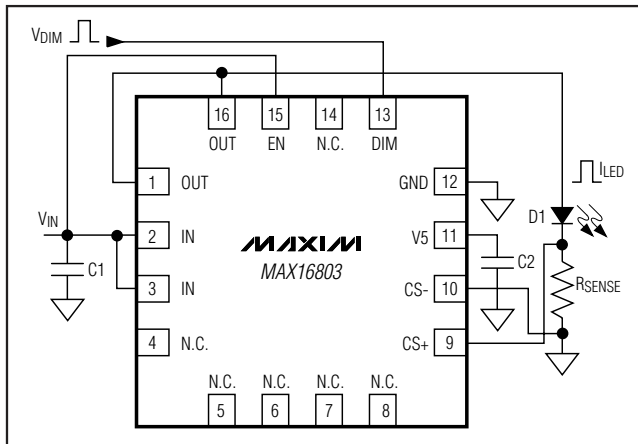 VDIM
16 15 14 13
OUT EN N.C. DIM
1 OUT GND 12
ILED
VIN
2 IN V5 11
D1
MAXIM
MAX16803
C1 C2
3 IN CS- 10
RSENSE
4 N.C. CS+ 9
N.C. N.C. N.C. N.C.
5 6 7 8